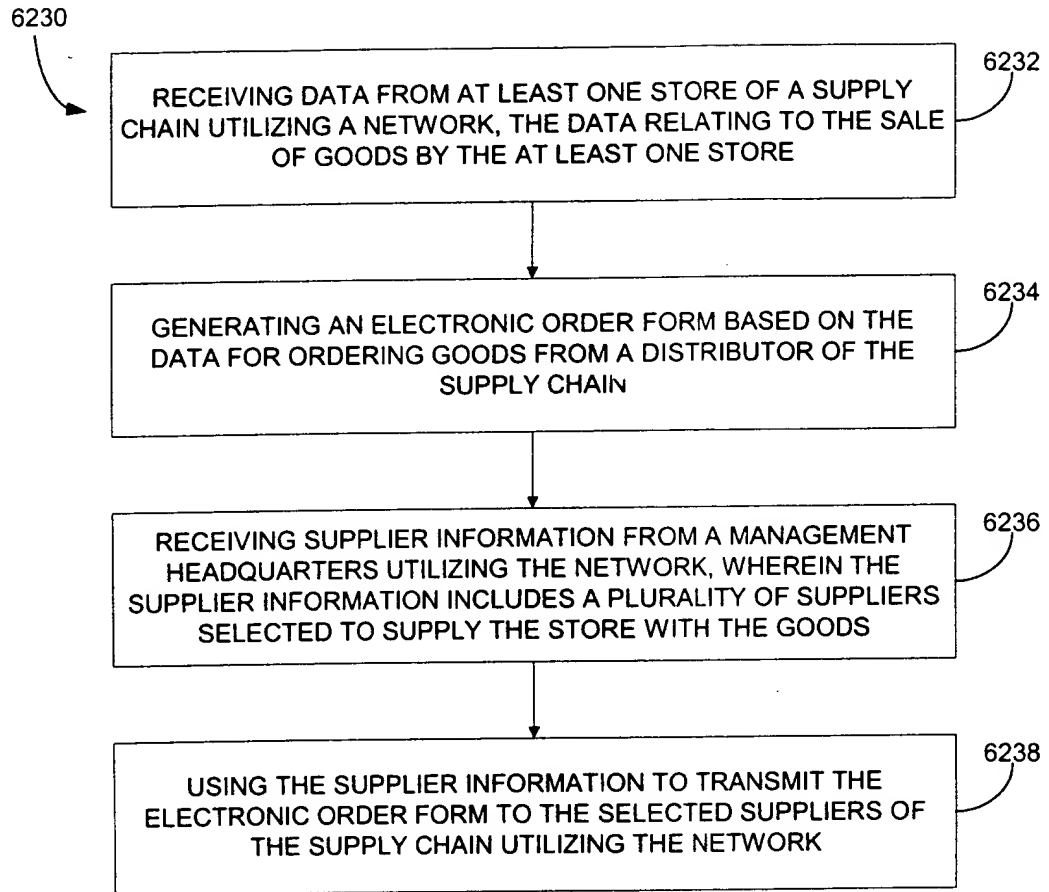 6230
6232
RECEIVING DATA FROM AT LEAST ONE STORE OF A SUPPLY
CHAIN UTILIZING A NETWORK, THE DATA RELATING TO THE SALE
OF GOODS BY THE AT LEAST ONE STORE
6234
GENERATING AN ELECTRONIC ORDER FORM BASED ON THE
DATA FOR ORDERING GOODS FROM A DISTRIBUTOR OF THE
SUPPLY CHAIN
6236
RECEIVING SUPPLIER INFORMATION FROM A MANAGEMENT
HEADQUARTERS UTILIZING THE NETWORK, WHEREIN THE
SUPPLIER INFORMATION INCLUDES A PLURALITY OF SUPPLIERS
SELECTED TO SUPPLY THE STORE WITH THE GOODS
6238
USING THE SUPPLIER INFORMATION TO TRANSMIT THE
ELECTRONIC ORDER FORM TO THE SELECTED SUPPLIERS OF
THE SUPPLY CHAIN UTILIZING THE NETWORK